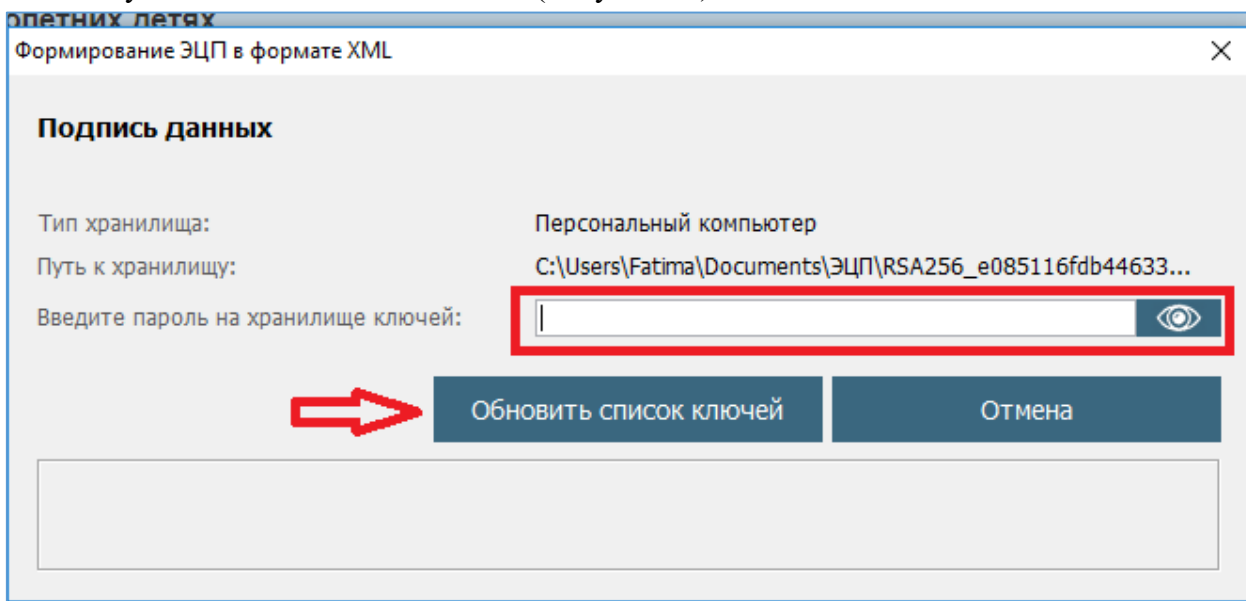 Формирование ЭЦП в формате XML
Подпись данных
Тип хранилища: Персональный компьютер
Путь к хранилищу: C:\Users\Fatima\Documents\ЭЦП\RSA256_e085116fdb44633...
Введите пароль на хранилище ключей:
Обновить список ключей Отмена